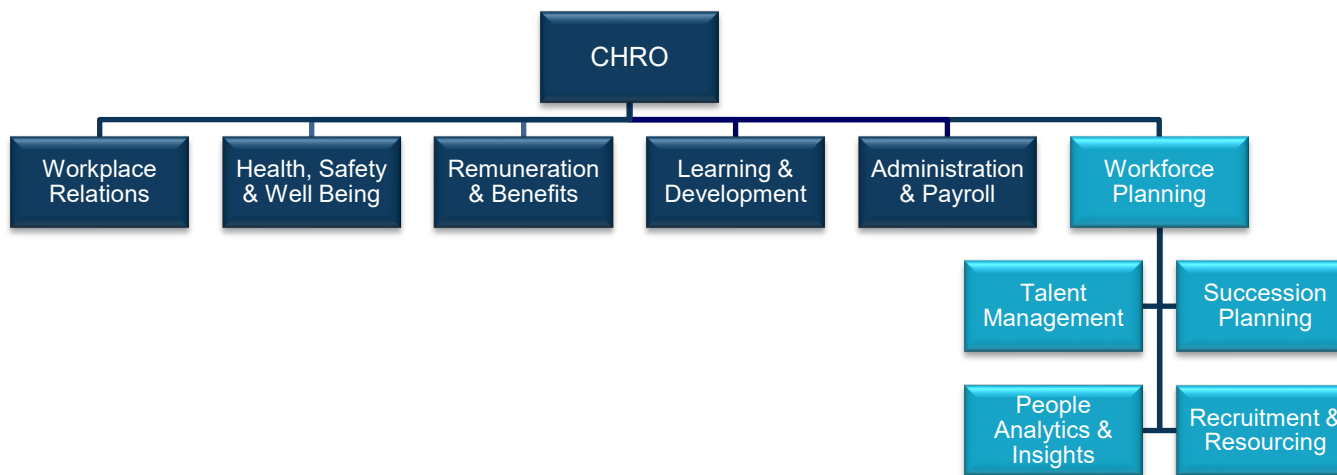 CHRO
Workplace
Relations
Health, Safety
& Well Being
Remuneration
& Benefits
Learning &
Development
Administration
& Payroll
Workforce
Planning
Talent
Management
Succession
Planning
People
Analytics &
Insights
Recruitment &
Resourcing